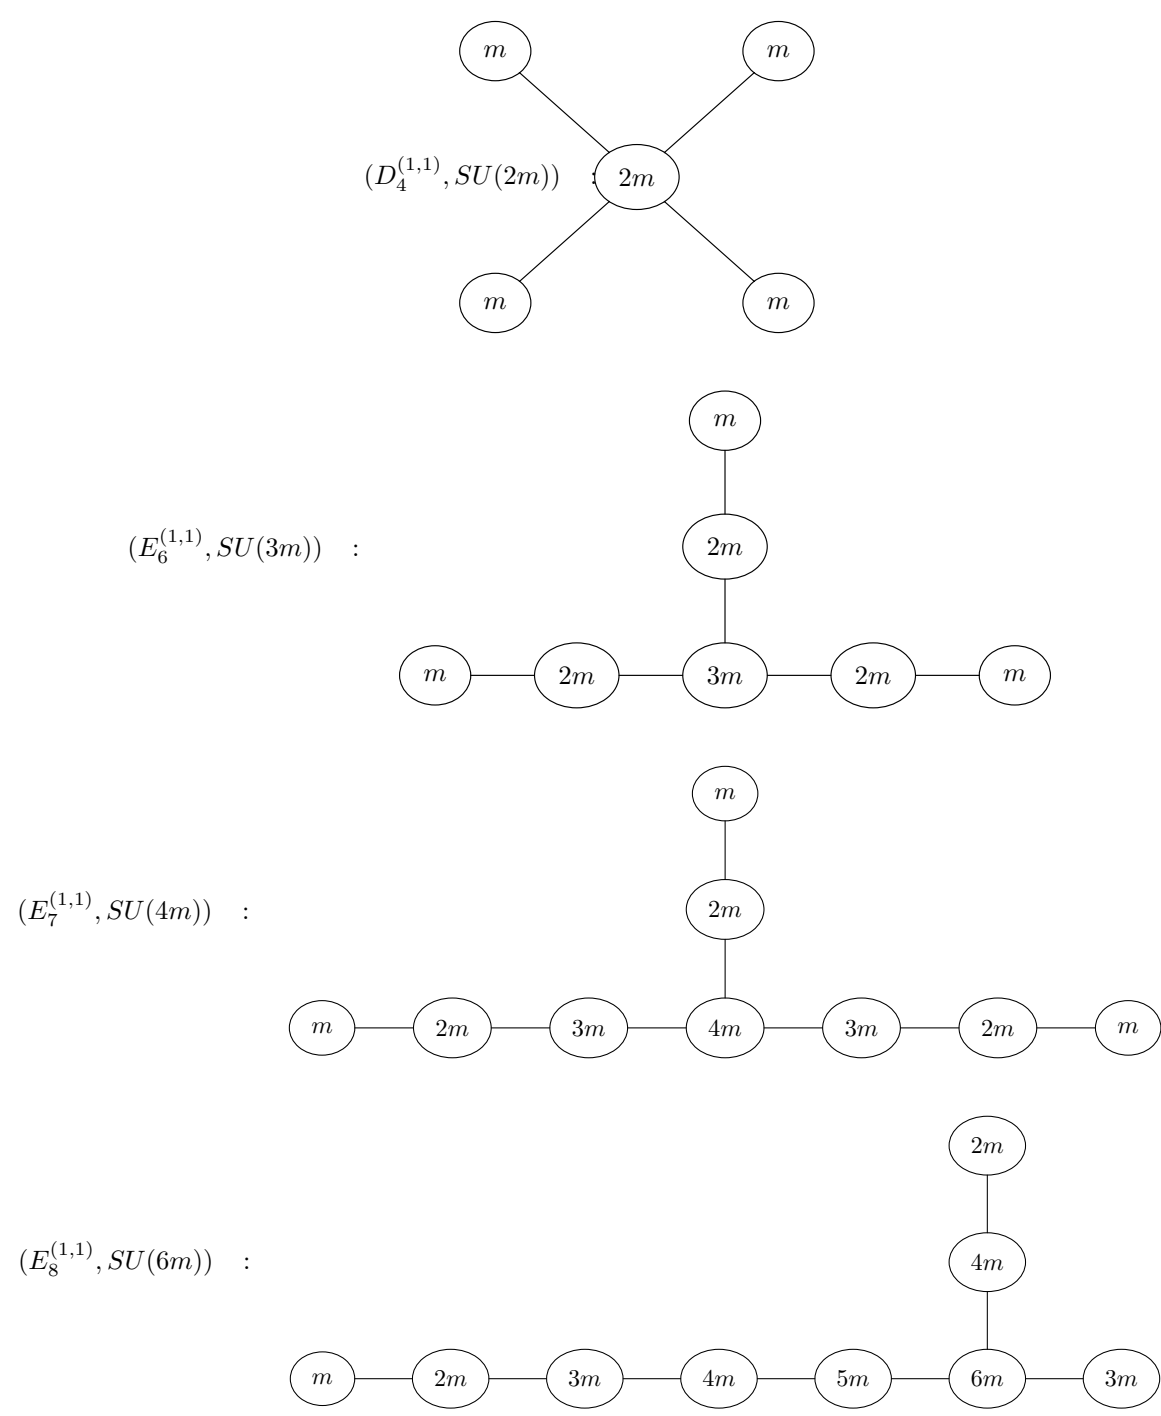 m m
(D_4^{(1,1)}, SU(2m)) : 2m
m m
m
(E_6^{(1,1)}, SU(3m)) : 2m
m 2m 3m 2m m
m
(E_7^{(1,1)}, SU(4m)) : 2m
m 2m 3m 4m 3m 2m m
2m
(E_8^{(1,1)}, SU(6m)) : 4m
m 2m 3m 4m 5m 6m 3m